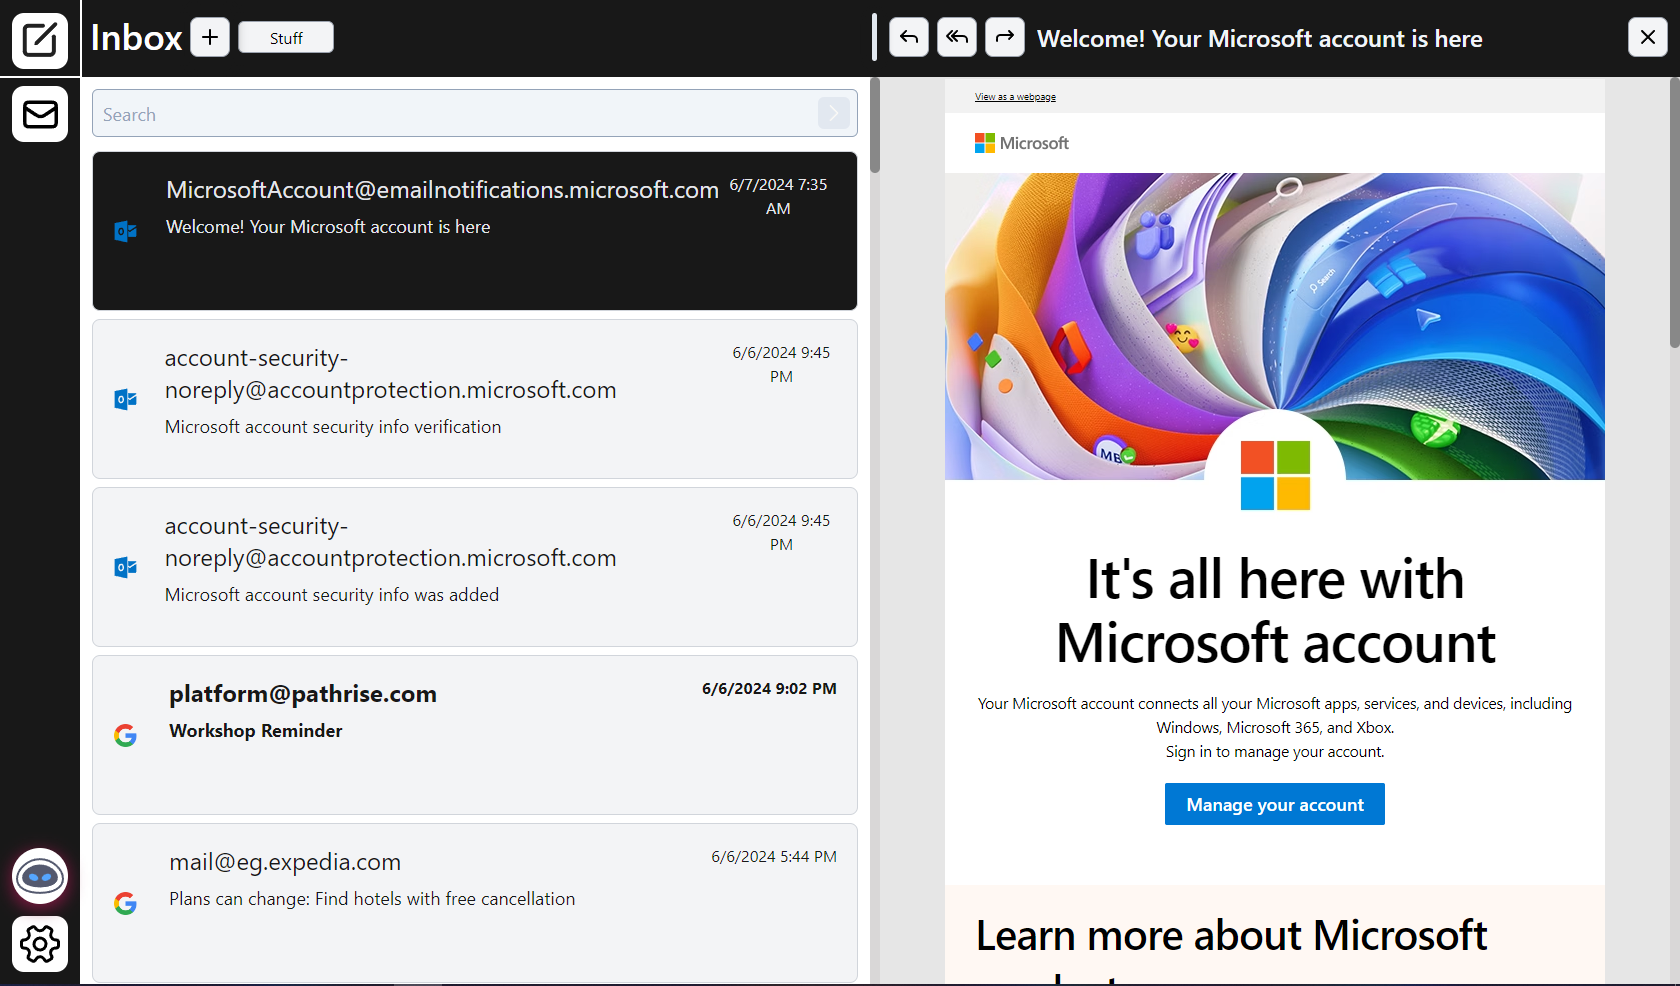 Inbox
Stuff
Welcome! Your Microsoft account is here
Search
MicrosoftAccount@emailnotifications.microsoft.com
6/7/2024 7:35
AM
Welcome! Your Microsoft account is here
account-security-
noreply@accountprotection.microsoft.com
6/6/2024 9:45
PM
Microsoft account security info verification
account-security-
noreply@accountprotection.microsoft.com
6/6/2024 9:45
PM
Microsoft account security info was added
platform@pathrise.com
6/6/2024 9:02 PM
Workshop Reminder
mail@eg.expedia.com
6/6/2024 5:44 PM
Plans can change: Find hotels with free cancellation
View as a webpage
Microsoft
Search
MB
It's all here with
Microsoft account
Your Microsoft account connects all your Microsoft apps, services, and devices, including
Windows, Microsoft 365, and Xbox.
Sign in to manage your account.
Manage your account
Learn more about Microsoft